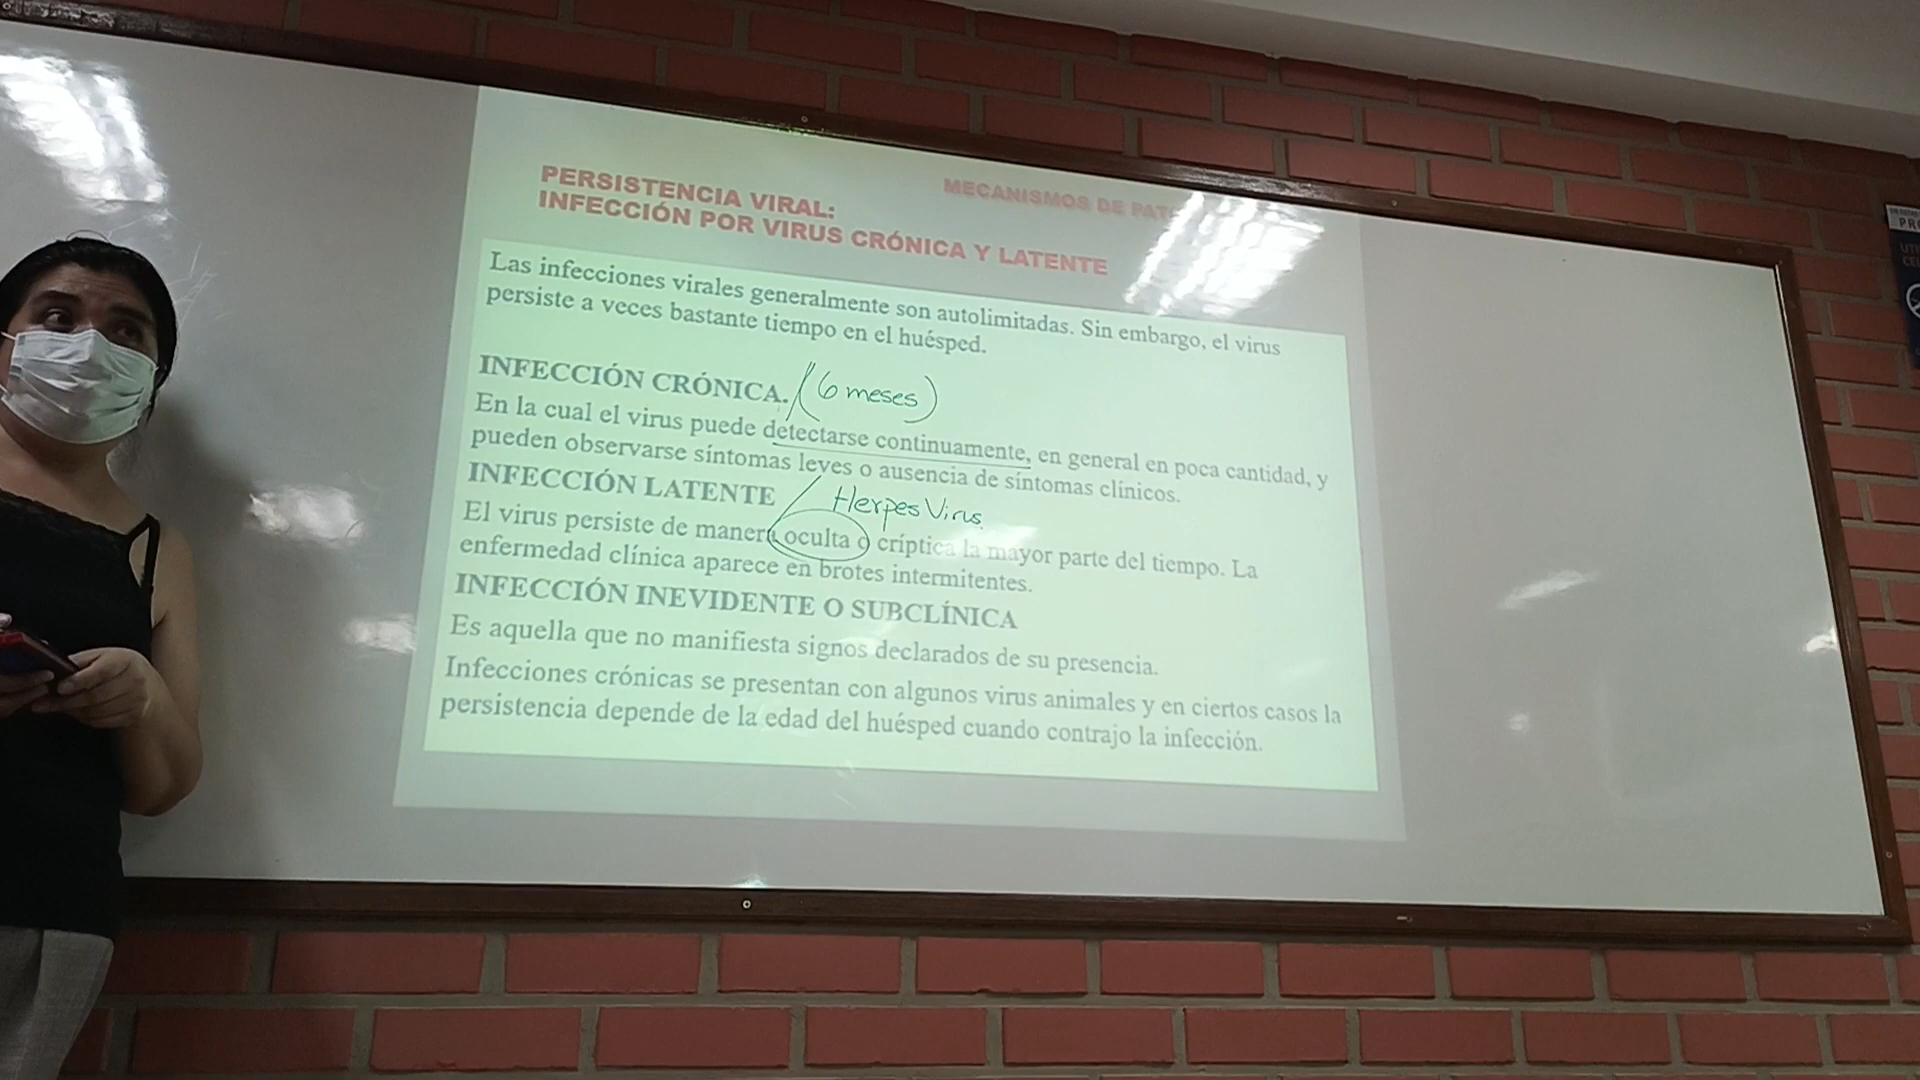 MECANISMOS DE
PERSISTENCIA VIRAL:
INFECCIÓN POR VIRUS CRÓNICA Y LATENTE
Las infecciones virales generalmente son autolimitadas. Sin embargo, el virus
persiste a veces bastante tiempo en el huésped.
INFECCIÓN CRÓNICA. (6 meses)
En la cual el virus puede detectarse continuamente, en general en poca cantidad, y
pueden observarse síntomas leves o ausencia de síntomas clínicos.
INFECCIÓN LATENTE Herpes Virus
El virus persiste de manera oculta o críptica la mayor parte del tiempo. La
enfermedad clínica aparece en brotes intermitentes.
INFECCIÓN INEVIDENTE O SUBCLÍNICA
Es aquella que no manifiesta signos declarados de su presencia.
Infecciones crónicas se presentan con algunos virus animales y en ciertos casos la
persistencia depende de la edad del huésped cuando contrajo la infección.